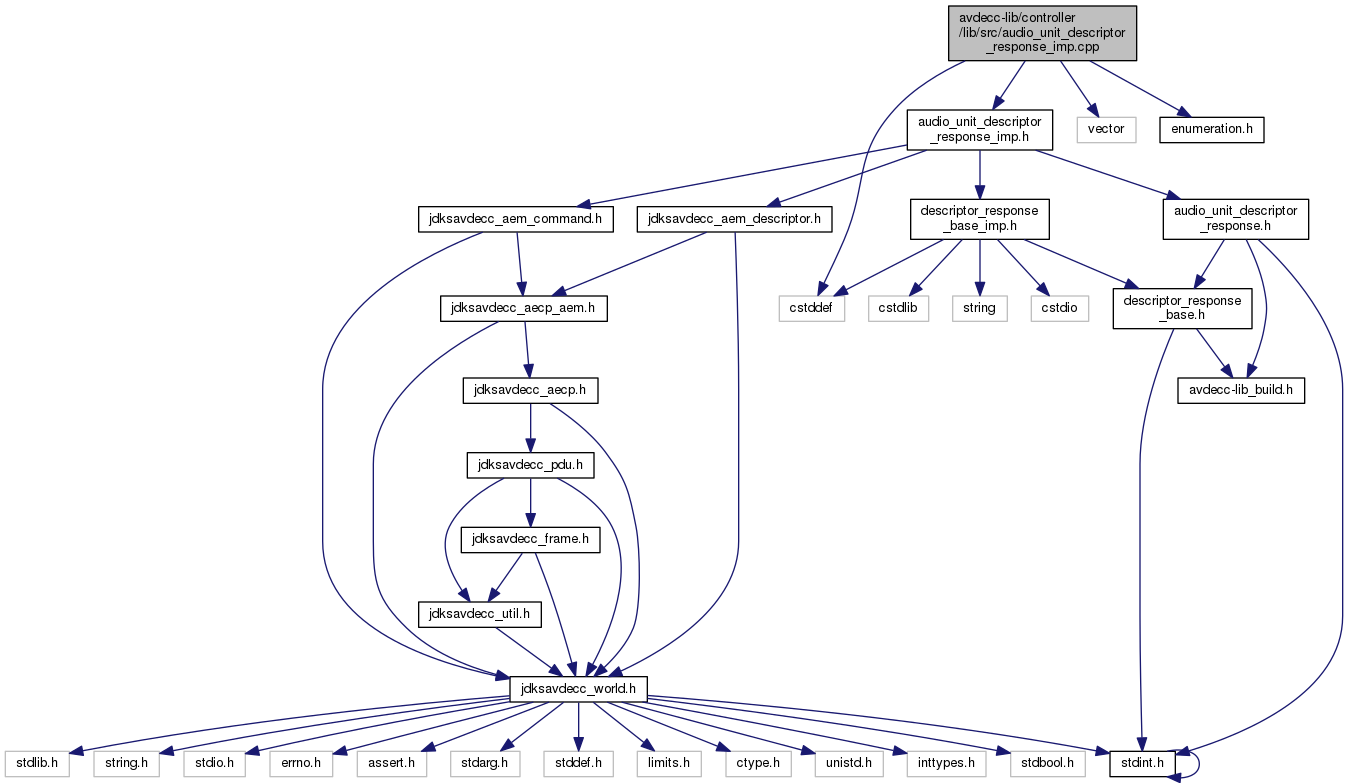 avdecc-lib/controller
/lib/src/audio_unit_descriptor
_response_imp.cpp
audio_unit_descriptor
_response_imp.h
vector
enumeration.h
jdksavdecc_aem_command.h
jdksavdecc_aem_descriptor.h
descriptor_response
_base_imp.h
audio_unit_descriptor
_response.h
jdksavdecc_aecp_aem.h
cstddef
cstdlib
string
cstdio
descriptor_response
_base.h
jdksavdecc_aecp.h
avdecc-lib_build.h
jdksavdecc_pdu.h
jdksavdecc_frame.h
jdksavdecc_util.h
jdksavdecc_world.h
stdlib.h
string.h
stdio.h
errno.h
assert.h
stdarg.h
stddef.h
limits.h
ctype.h
unistd.h
inttypes.h
stdbool.h
stdint.h